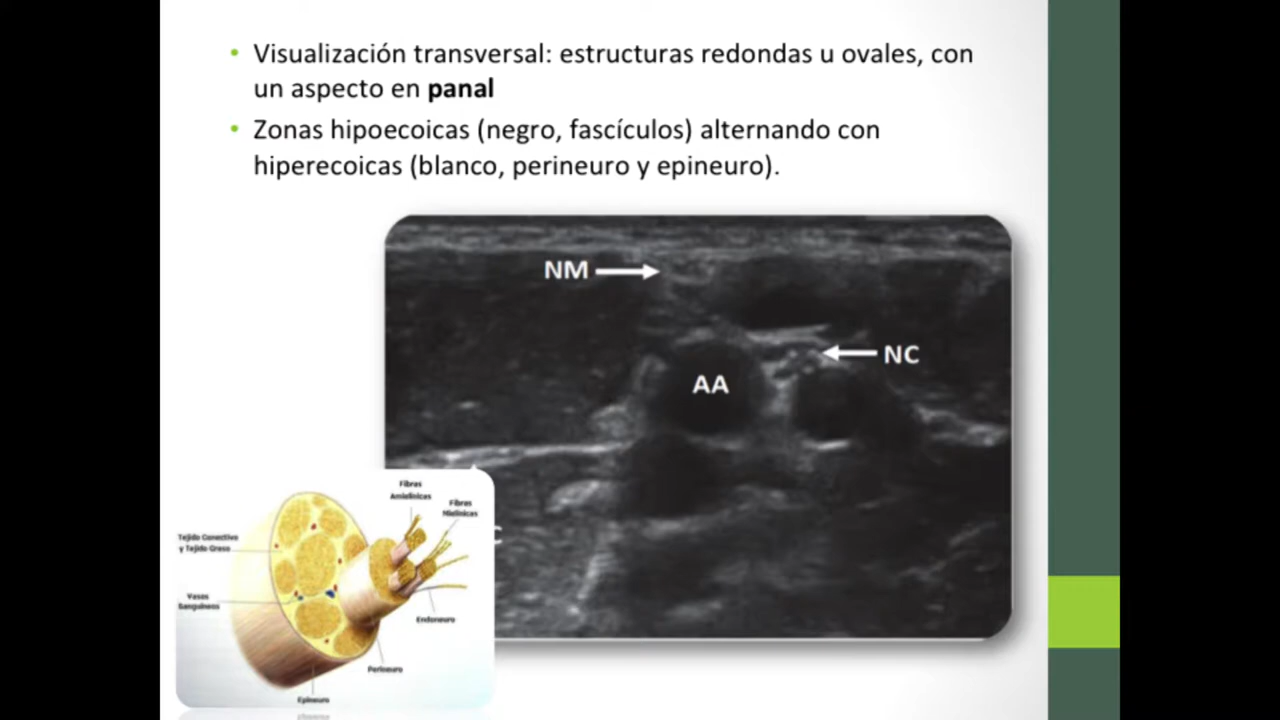 • Visualización transversal: estructuras redondas u ovales, con
un aspecto en panal
• Zonas hipoecoicas (negro, fascículos) alternando con
hiperecoicas (blanco, perineuro y epineuro).
NM
NC
AA
C
Fibras
Amielínicas
Fibras
Mielínicas
Tejido Conectivo
y Tejido Graso
Vasos
Sanguíneos
Endoneuro
Perineuro
Epineuro